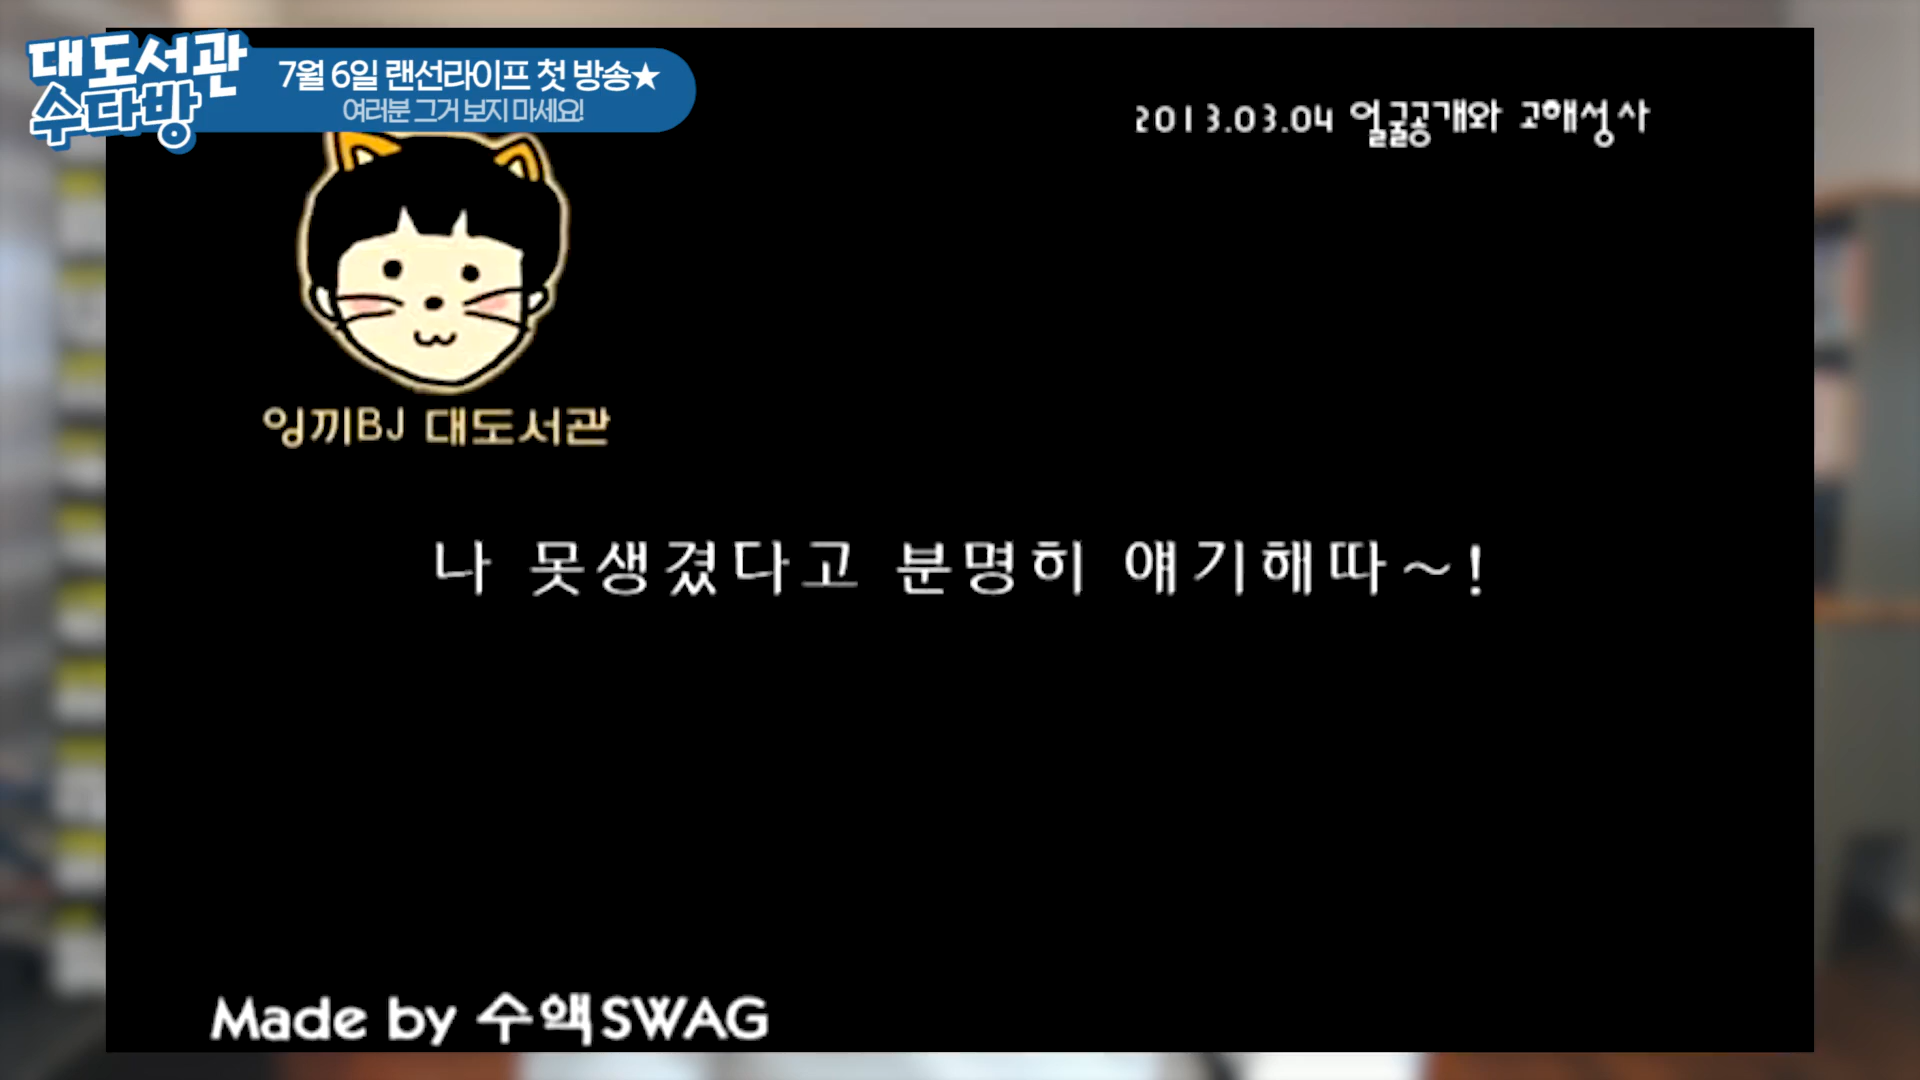 대도서관
수다방
7월 6일 랜선라이프 첫 방송★
여러분 그거 보지 마세요!
2013.03.04 얼굴공개와 고해성사
잉끼BJ 대도서관
나 못생겼다고 분명히 얘기해따~!
Made by 수액SWAG